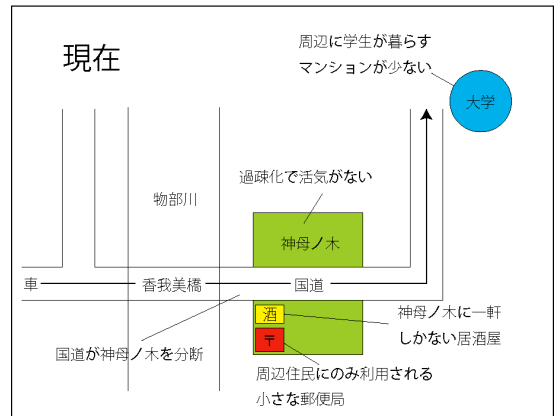 現在
周辺に学生が暮らす
マンションが少ない
大学
過疎化で活気がない
物部川
神母ノ木
車
香我美橋
国道
酒
神母ノ木に一軒
しかない居酒屋
国道が神母ノ木を分断
〒
周辺住民にのみ利用される
小さな郵便局